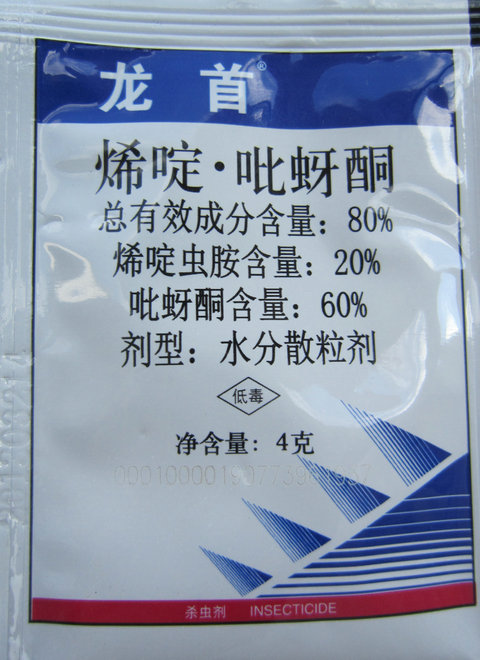 龙首®
烯啶·吡蚜酮
总有效成分含量：80%
烯啶虫胺含量：20%
吡蚜酮含量：60%
剂型：水分散粒剂
低毒
净含量：4克
杀虫剂 INSECTICIDE